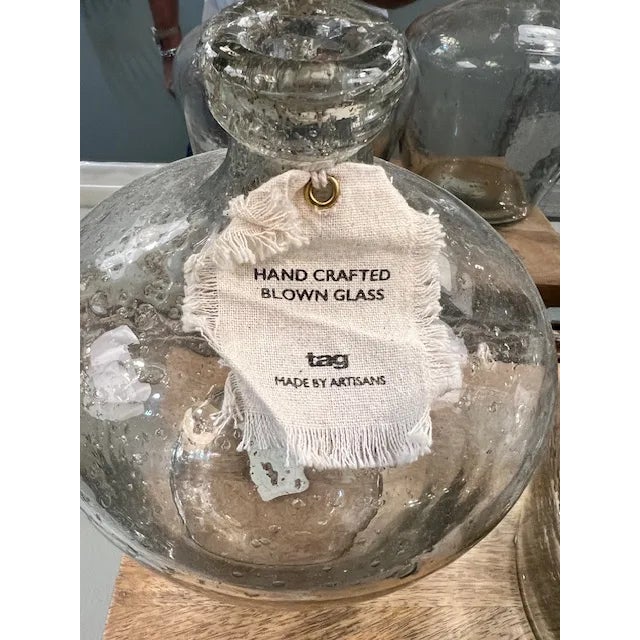 HAND CRAFTED
BLOWN GLASS
tag
MADE BY ARTISANS